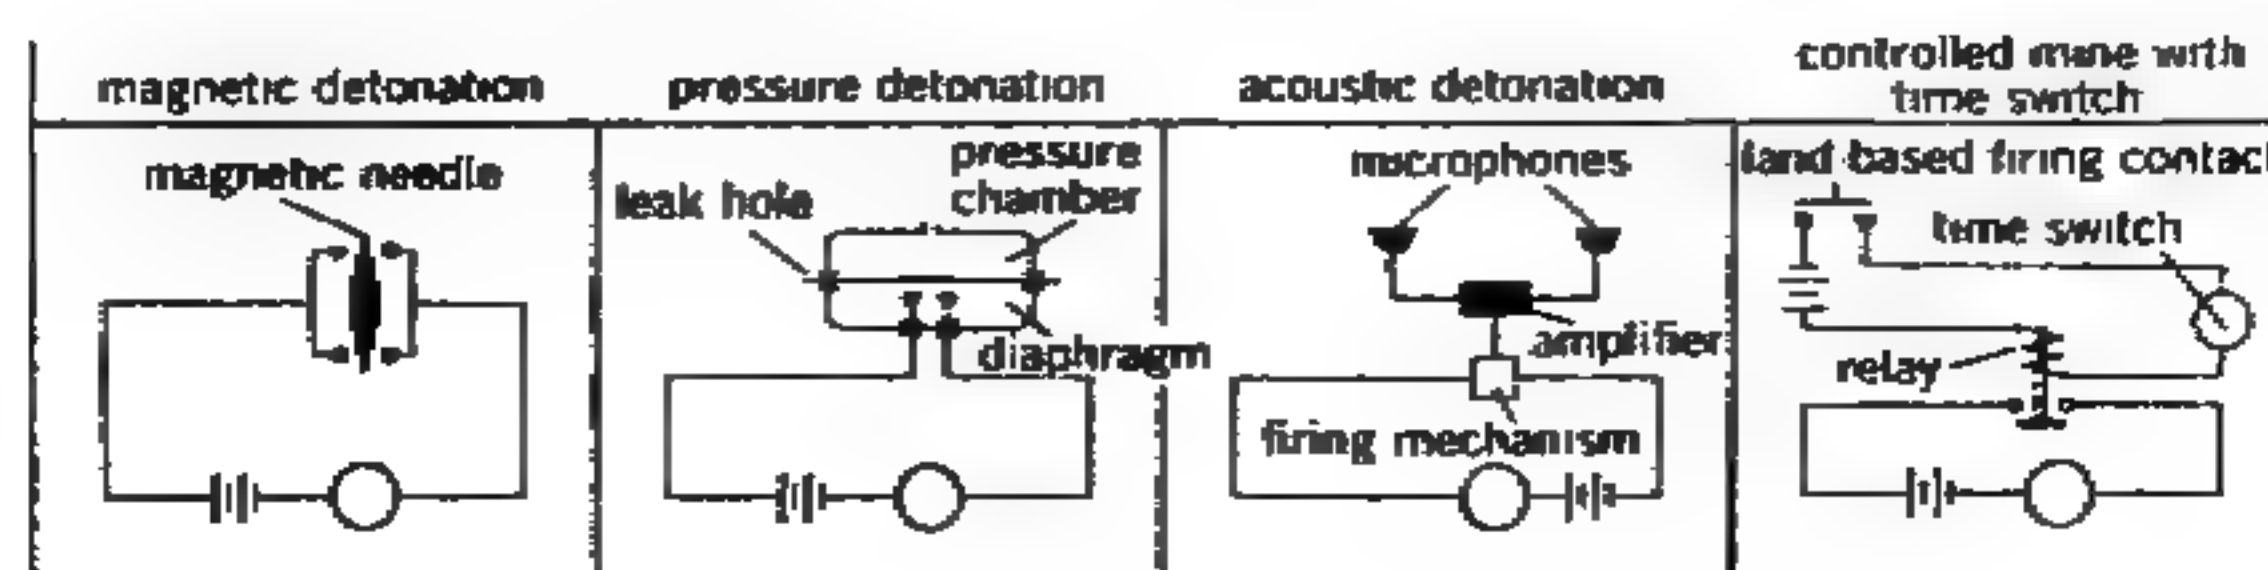 magnetic detonation
pressure detonation
acoustic detonation
controlled mine with
time switch
magnetic needle
leak hole
pressure
chamber
diaphragm
microphones
amplifier
firing mechanism
land based firing contact
time switch
relay